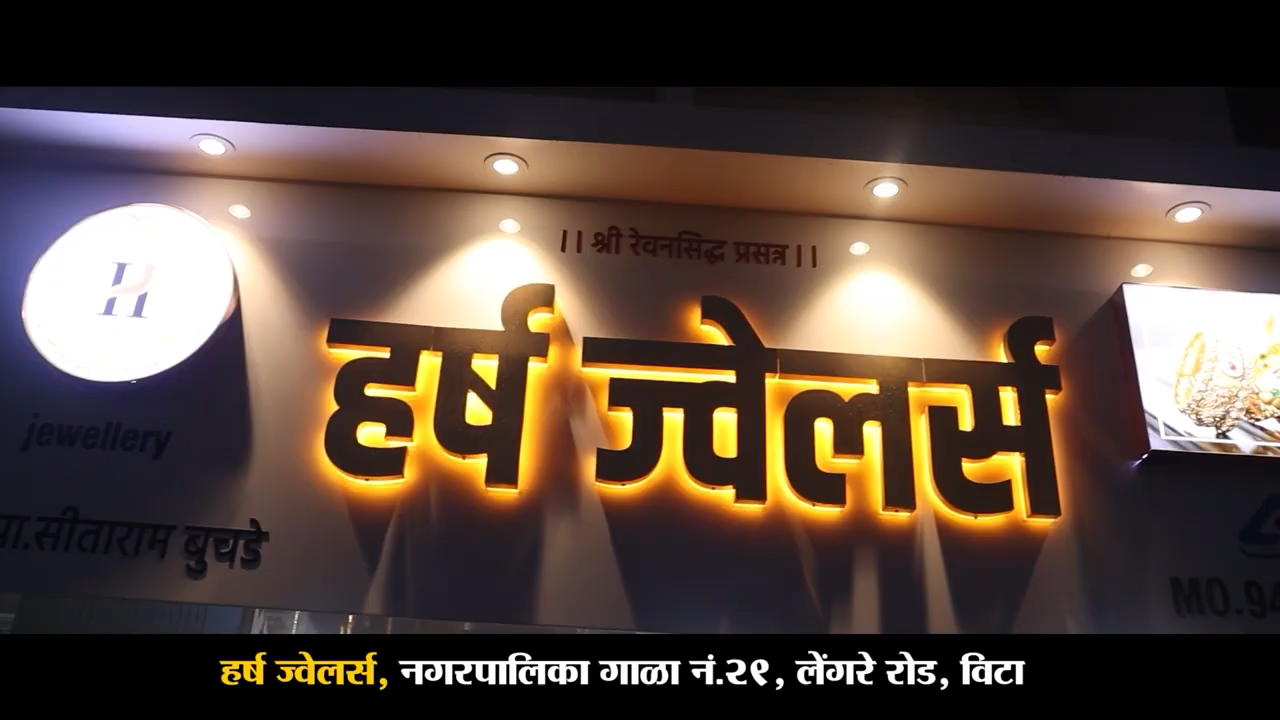 ।। श्री रेवनसिद्ध प्रसन्न ।।
H
हर्ष ज्वेलर्स
jewellery
प्रा.सीताराम बुचडे
MO.94
हर्ष ज्वेलर्स, नगरपालिका गाळा नं.२९, लेंगरे रोड, विटा